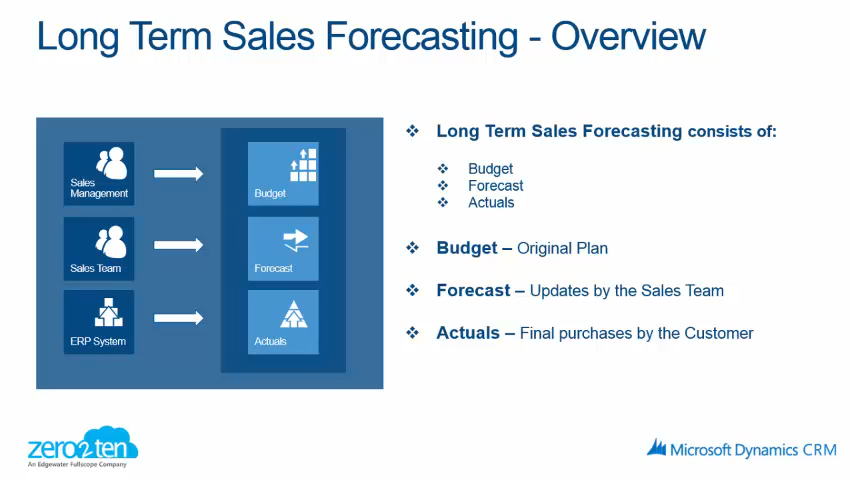 Long Term Sales Forecasting - Overview
Sales
Management
Budget
Sales Team
Forecast
ERP System
Actuals
Long Term Sales Forecasting consists of:
Budget
Forecast
Actuals
Budget – Original Plan
Forecast – Updates by the Sales Team
Actuals – Final purchases by the Customer
zero2ten
An Edgewater Fullscope Company
Microsoft Dynamics CRM